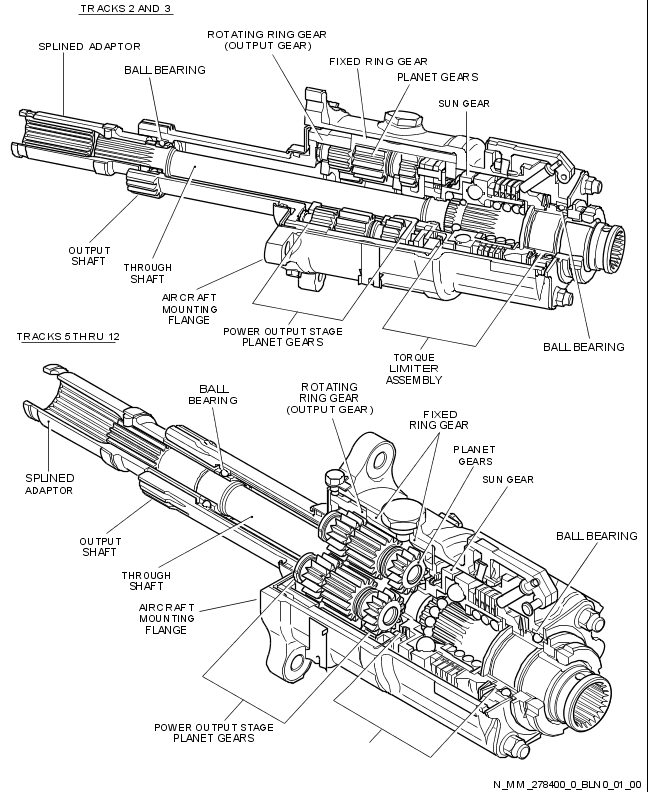 TRACKS 2 AND 3
ROTATING RING GEAR
(OUTPUT GEAR)
SPLINED ADAPTOR
FIXED RING GEAR
BALL BEARING
PLANET GEARS
SUN GEAR
OUTPUT
SHAFT
THROUGH
SHAFT
AIRCRAFT
MOUNTING
FLANGE
POWER OUTPUT STAGE
PLANET GEARS
TORQUE
LIMITER
ASSEMBLY
BALL BEARING
TRACKS 5 THRU 12
BALL
BEARING
ROTATING
RING GEAR
(OUTPUT GEAR)
FIXED
RING GEAR
PLANET
GEARS
SUN GEAR
SPLINED
ADAPTOR
BALL BEARING
OUTPUT
SHAFT
THROUGH
SHAFT
AIRCRAFT
MOUNTING
FLANGE
POWER OUTPUT STAGE
PLANET GEARS
N_MM_278400_0_BLN0_01_00